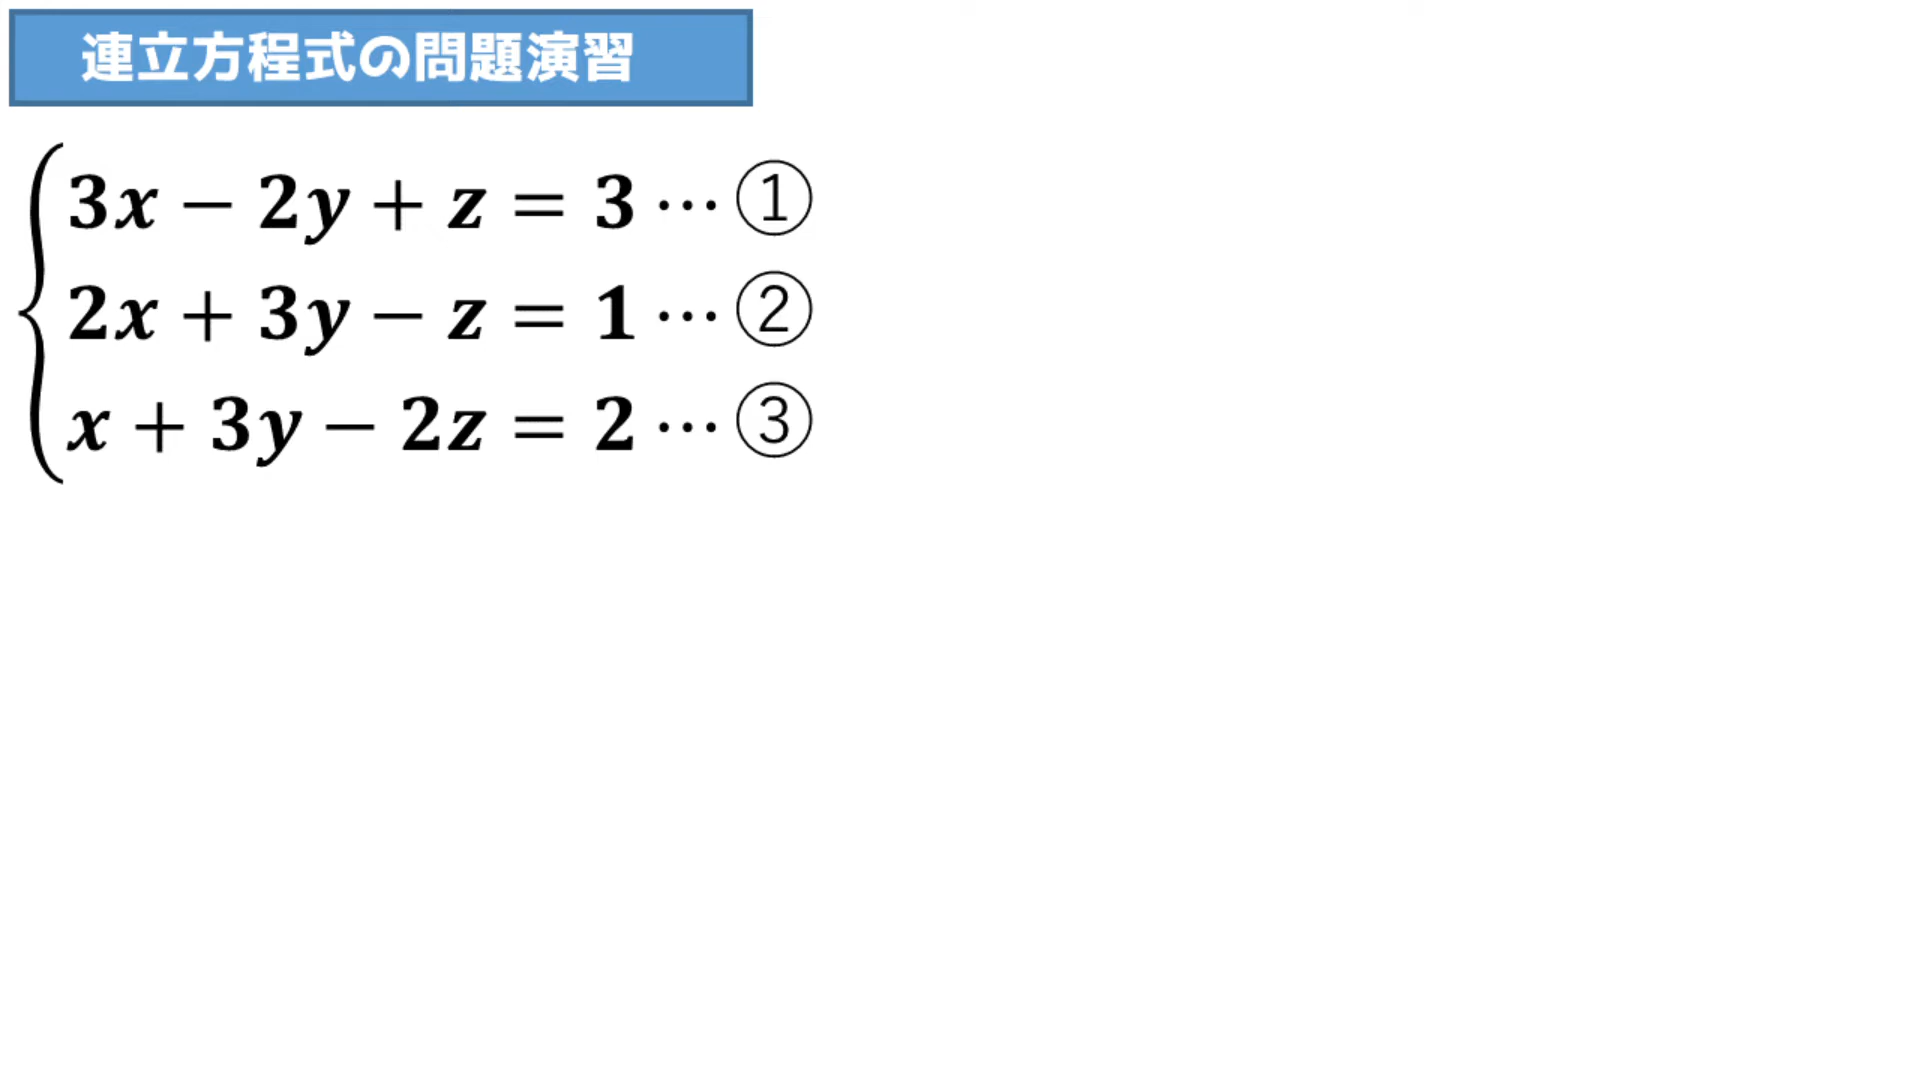 連立方程式の問題演習
3x − 2y + z = 3 ⋯ ①
2x + 3y − z = 1 ⋯ ②
x + 3y − 2z = 2 ⋯ ③